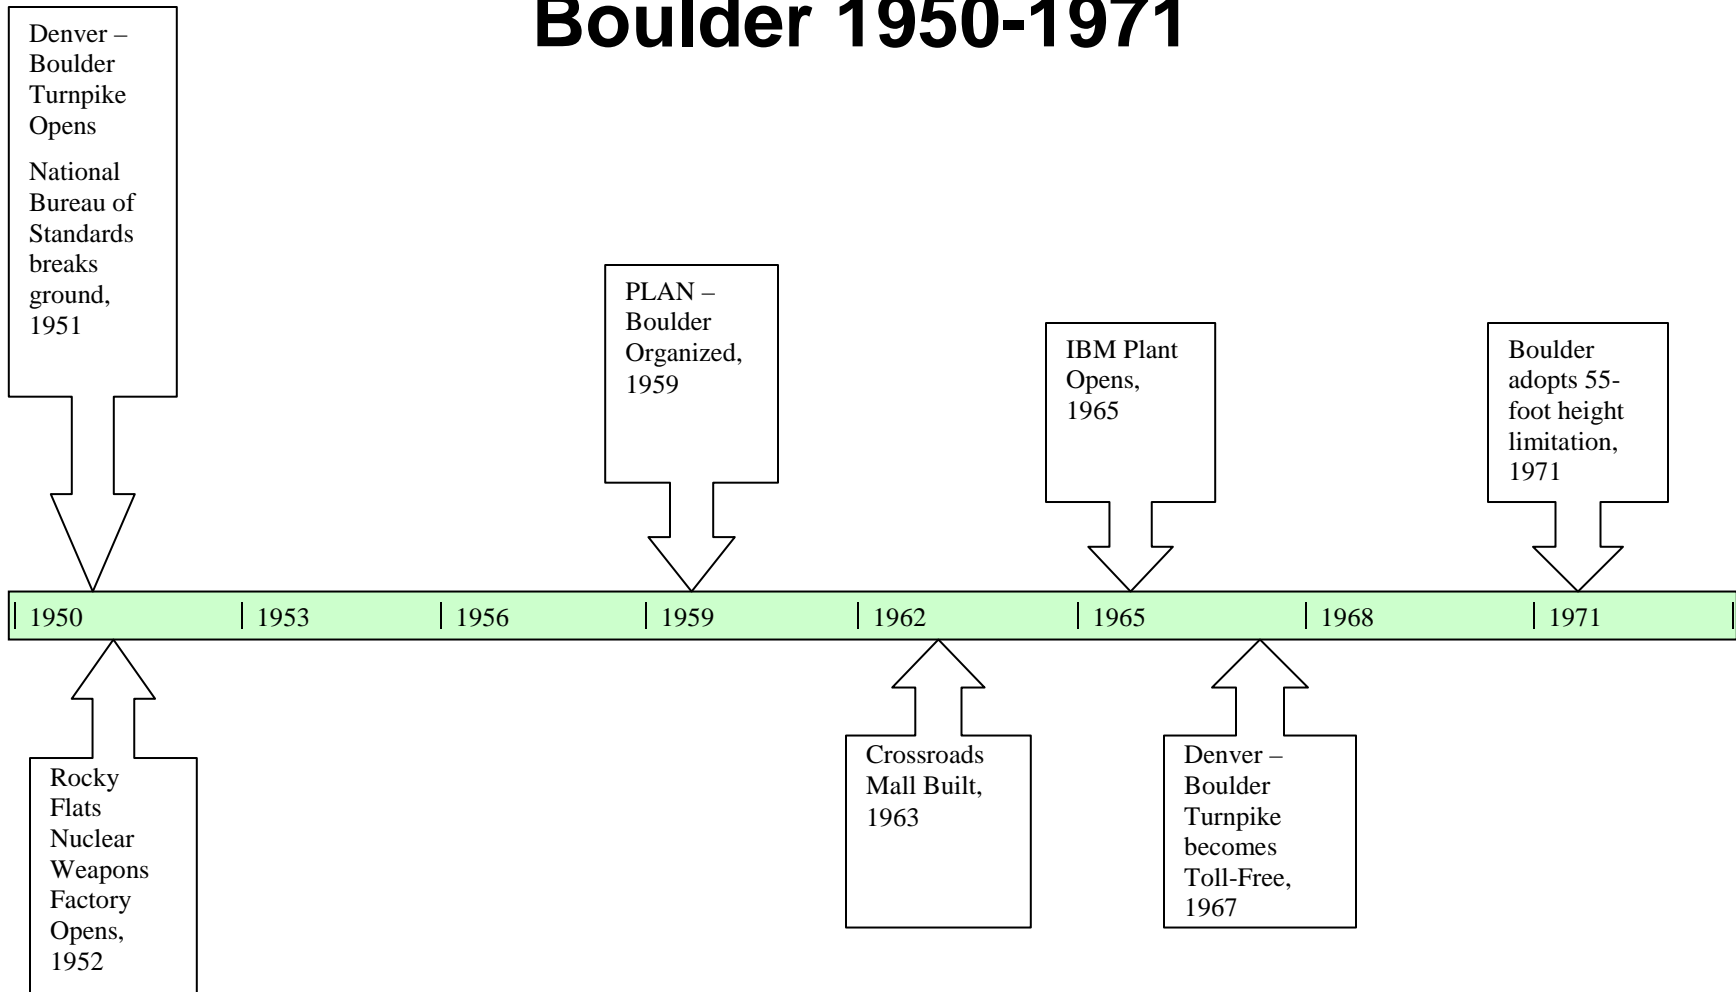 Boulder 1950-1971
Denver –
Boulder
Turnpike
Opens
National
Bureau of
Standards
breaks
ground,
1951
PLAN –
Boulder
Organized,
1959
IBM Plant
Opens,
1965
Boulder
adopts 55-
foot height
limitation,
1971
1950 1953 1956 1959 1962 1965 1968 1971
Rocky
Flats
Nuclear
Weapons
Factory
Opens,
1952
Crossroads
Mall Built,
1963
Denver –
Boulder
Turnpike
becomes
Toll-Free,
1967